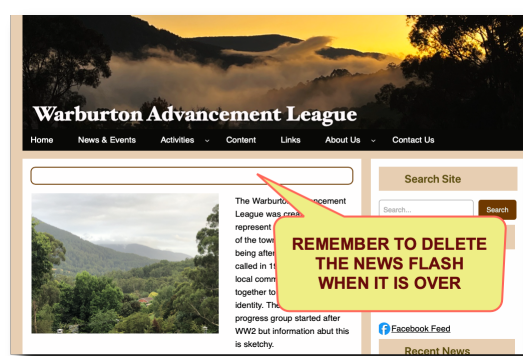 Warburton Advancement League
Home News & Events Activities Content Links About Us Contact Us
The Warburton
League was
represent
of the town
being after
called in
local
together to
identity. The
progress group started after
WW2 but information abut this
is sketchy.
Search Site
Search... Search
REMEMBER TO DELETE
THE NEWS FLASH
WHEN IT IS OVER
Facebook Feed
Recent News